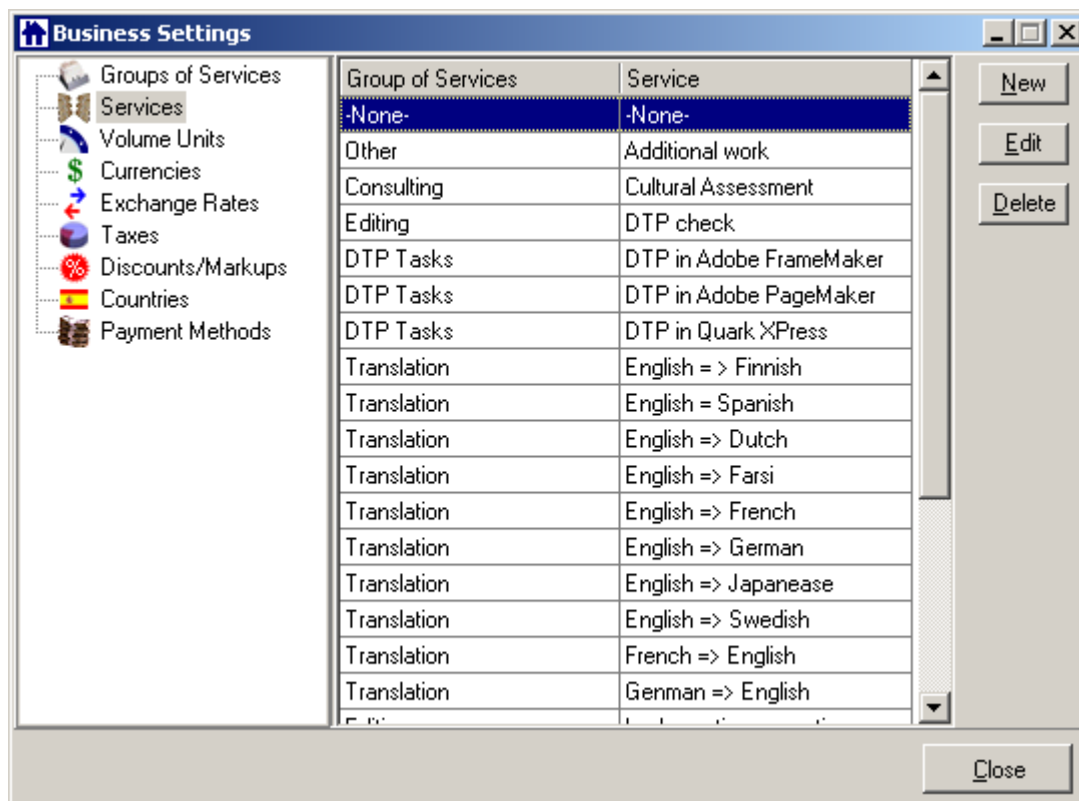 Business Settings
Groups of Services
Services
Volume Units
Currencies
Exchange Rates
Taxes
Discounts/Markups
Countries
Payment Methods
Group of Services Service
-None- -None-
Other Additional work
Consulting Cultural Assessment
Editing DTP check
DTP Tasks DTP in Adobe FrameMaker
DTP Tasks DTP in Adobe PageMaker
DTP Tasks DTP in Quark XPress
Translation English = > Finnish
Translation English = Spanish
Translation English => Dutch
Translation English => Farsi
Translation English => French
Translation English => German
Translation English => Japanease
Translation English => Swedish
Translation French => English
Translation Genman => English
New
Edit
Delete
Close